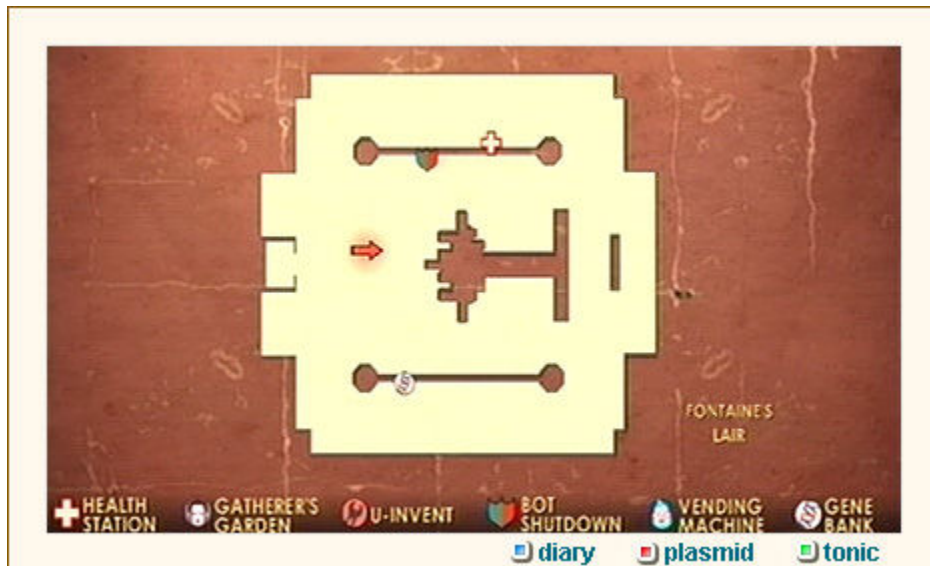 FONTAINE'S
LAIR
HEALTH
STATION
GATHERER'S
GARDEN
U-INVENT
BOT
SHUTDOWN
VENDING
MACHINE
GENE
BANK
diary
plasmid
tonic